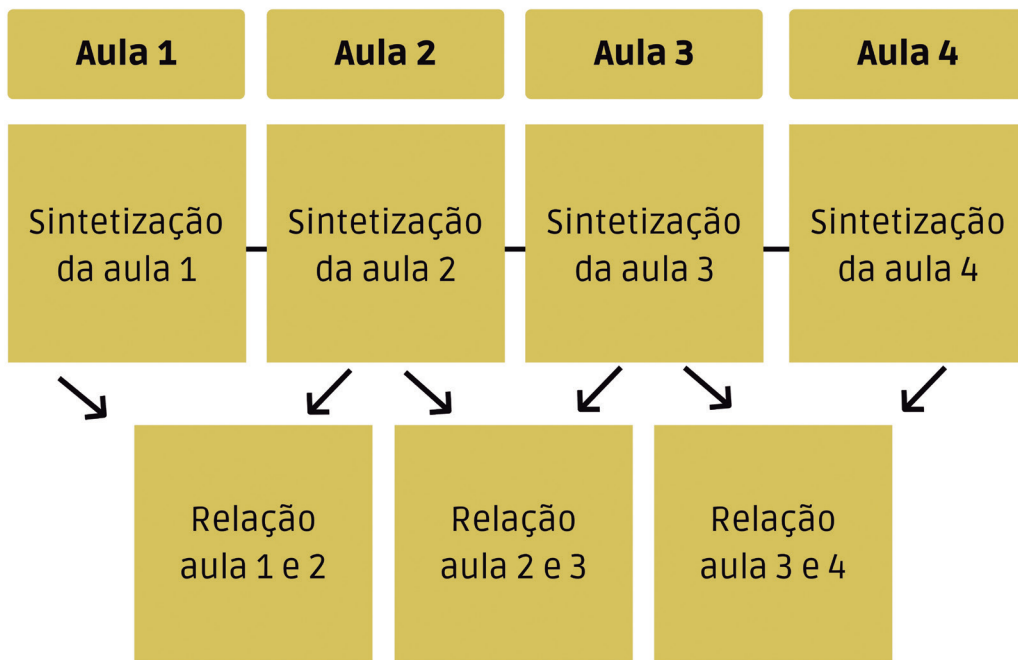 Aula 1
Aula 2
Aula 3
Aula 4
Sintetização
da aula 1
Sintetização
da aula 2
Sintetização
da aula 3
Sintetização
da aula 4
Relação
aula 1 e 2
Relação
aula 2 e 3
Relação
aula 3 e 4